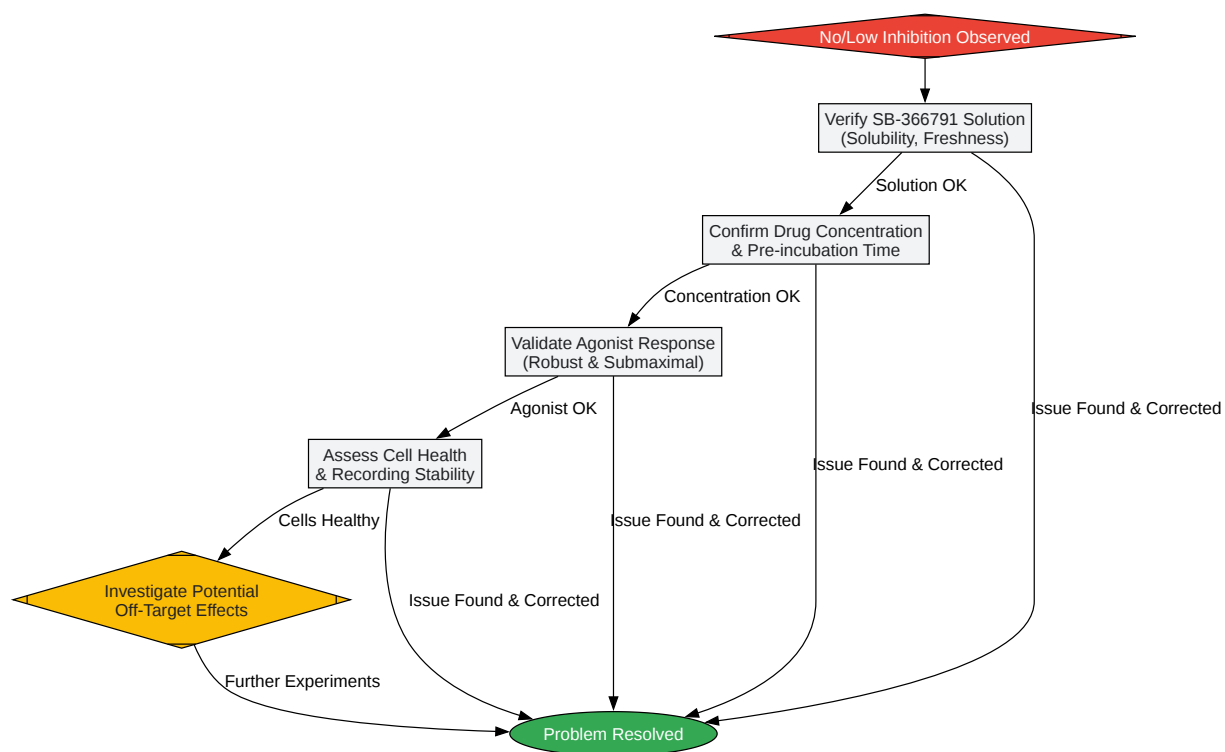 No/Low Inhibition Observed
Verify SB-366791 Solution
(Solubility, Freshness)
Solution OK
Confirm Drug Concentration
& Pre-incubation Time
Concentration OK
Validate Agonist Response
(Robust & Submaximal)
Agonist OK
Issue Found & Corrected
Assess Cell Health
& Recording Stability
Issue Found & Corrected
Cells Healthy
Issue Found & Corrected
Investigate Potential
Off-Target Effects
Issue Found & Corrected
Further Experiments
Problem Resolved